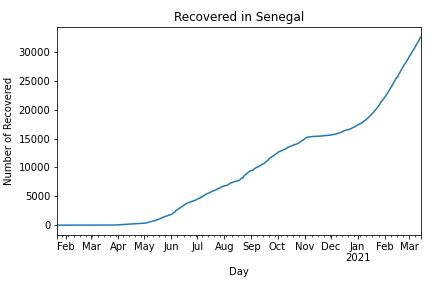 Recovered in Senegal
Number of Recovered
30000
25000
20000
15000
10000
5000
0
Feb Mar Apr May Jun Jul Aug Sep Oct Nov Dec Jan Feb Mar
2021
Day